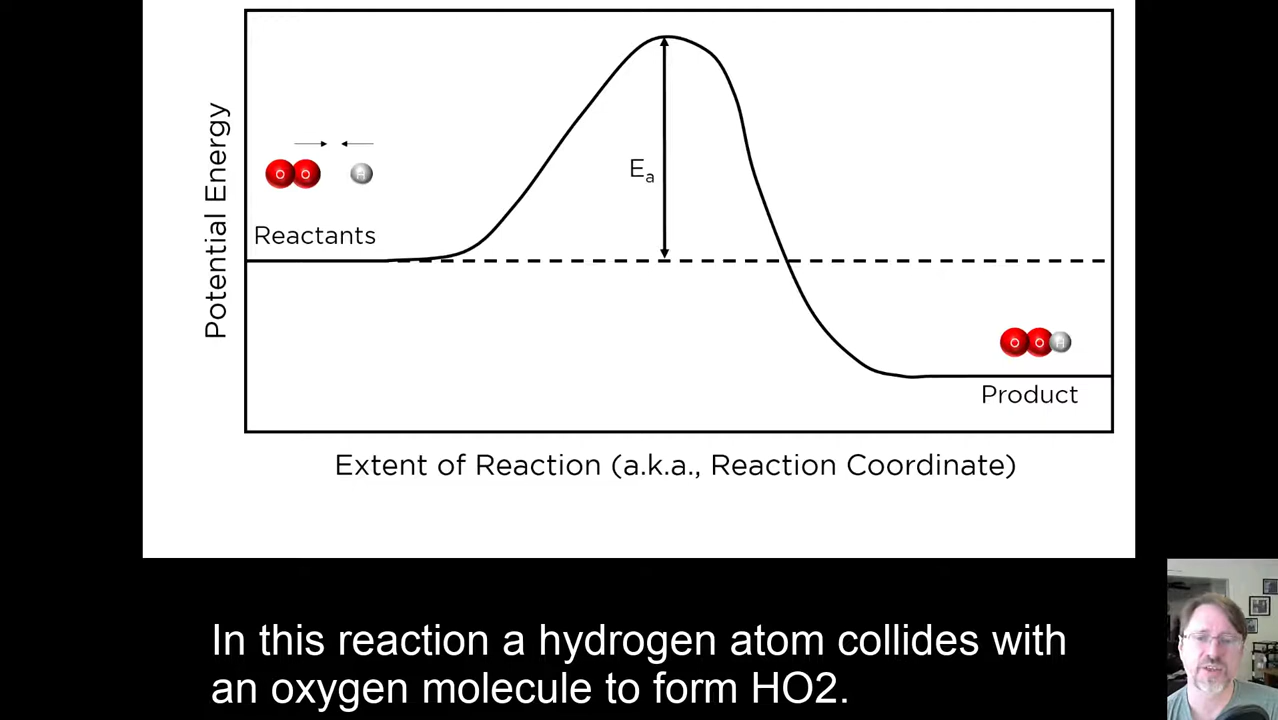 Potential Energy
O O H
Reactants
Ea
O O H
Product
Extent of Reaction (a.k.a., Reaction Coordinate)
In this reaction a hydrogen atom collides with
an oxygen molecule to form HO2.